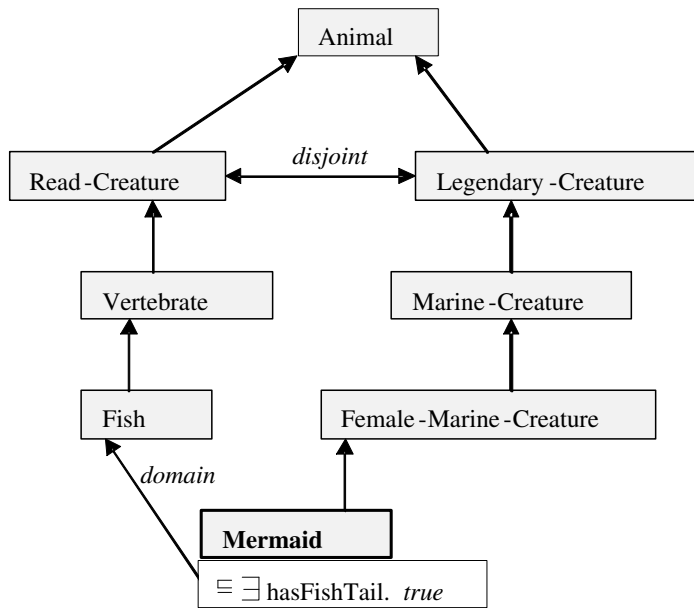 Animal
disjoint
Read-Creature
Legendary-Creature
Vertebrate
Marine-Creature
Fish
Female-Marine-Creature
domain
Mermaid
⊑ ∃ hasFishTail. true